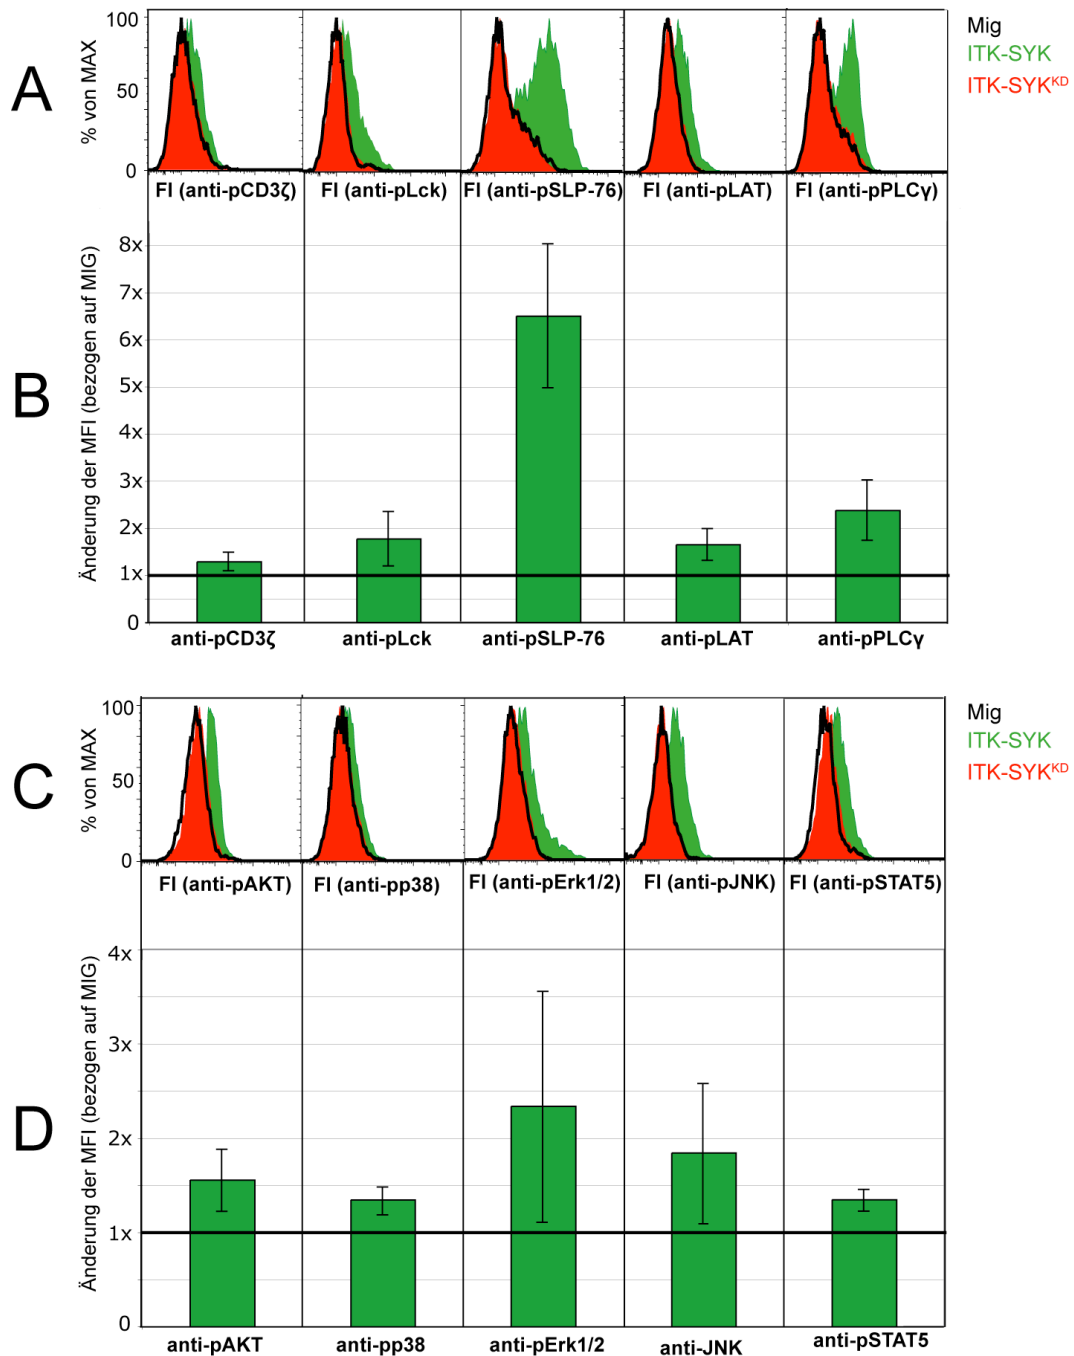 A
% von MAX
100
50
0
Mig
ITK-SYK
ITK-SYKᴷᴰ
FI (anti-pCD3ζ)
FI (anti-pLck)
FI (anti-pSLP-76)
FI (anti-pLAT)
FI (anti-pPLCγ)
B
Änderung der MFI (bezogen auf MIG)
8x
7x
6x
5x
4x
3x
2x
1x
0
anti-pCD3ζ
anti-pLck
anti-pSLP-76
anti-pLAT
anti-pPLCγ
C
% von MAX
100
50
0
Mig
ITK-SYK
ITK-SYKᴷᴰ
FI (anti-pAKT)
FI (anti-pp38)
FI (anti-pErk1/2)
FI (anti-pJNK)
FI (anti-pSTAT5)
D
Änderung der MFI (bezogen auf MIG)
4x
3x
2x
1x
0
anti-pAKT
anti-pp38
anti-pErk1/2
anti-JNK
anti-pSTAT5